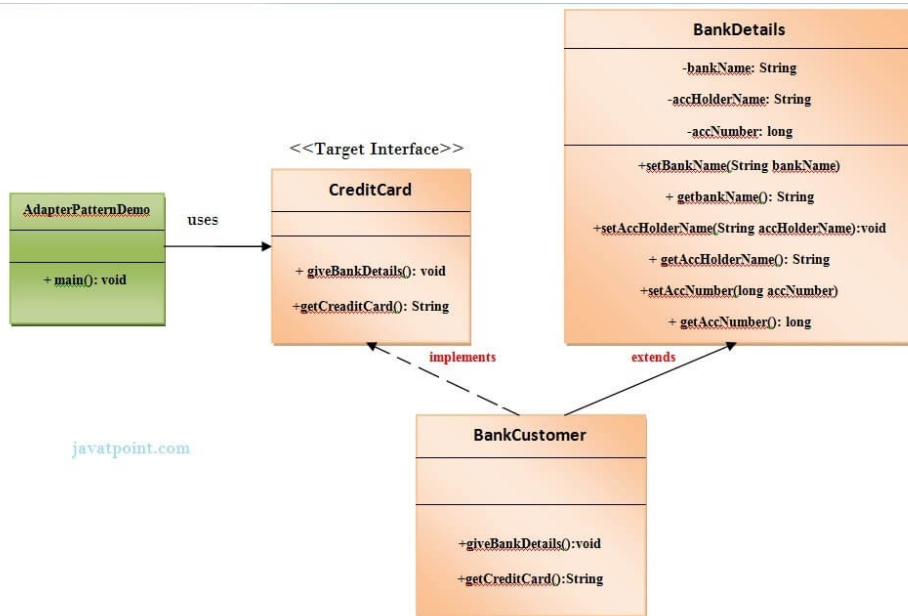 BankDetails
-bankName: String
-accHolderName: String
-accNumber: long
+setBankName(String bankName)
+ getbankName(): String
+setAccHolderName(String accHolderName):void
+ getAccHolderName(): String
+setAccNumber(long accNumber)
+ getAccNumber(): long
<<Target Interface>>
CreditCard
+ giveBankDetails(): void
+getCreaditCard(): String
AdapterPatternDemo
+ main(): void
uses
implements
extends
BankCustomer
+giveBankDetails():void
+getCreditCard():String
javatpoint.com